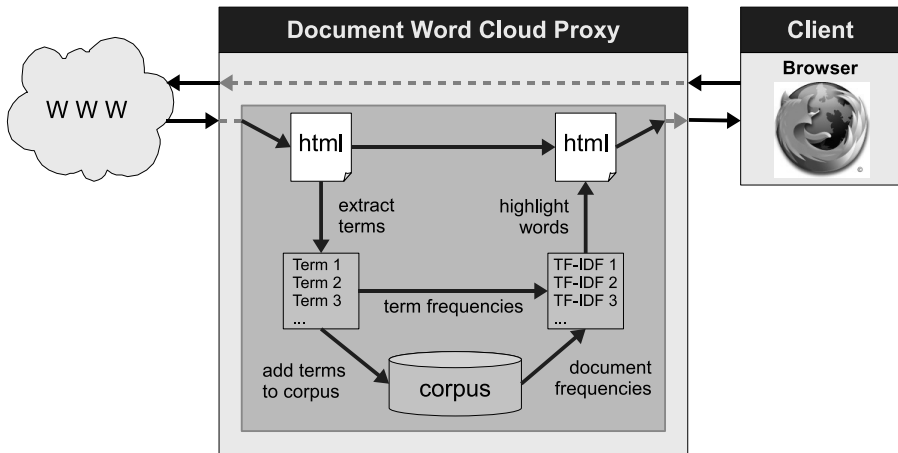 Document Word Cloud Proxy
Client
Browser
W W W
html
html
©
extract
terms
highlight
words
Term 1
Term 2
Term 3
...
TF-IDF 1
TF-IDF 2
TF-IDF 3
...
term frequencies
add terms
to corpus
corpus
document
frequencies